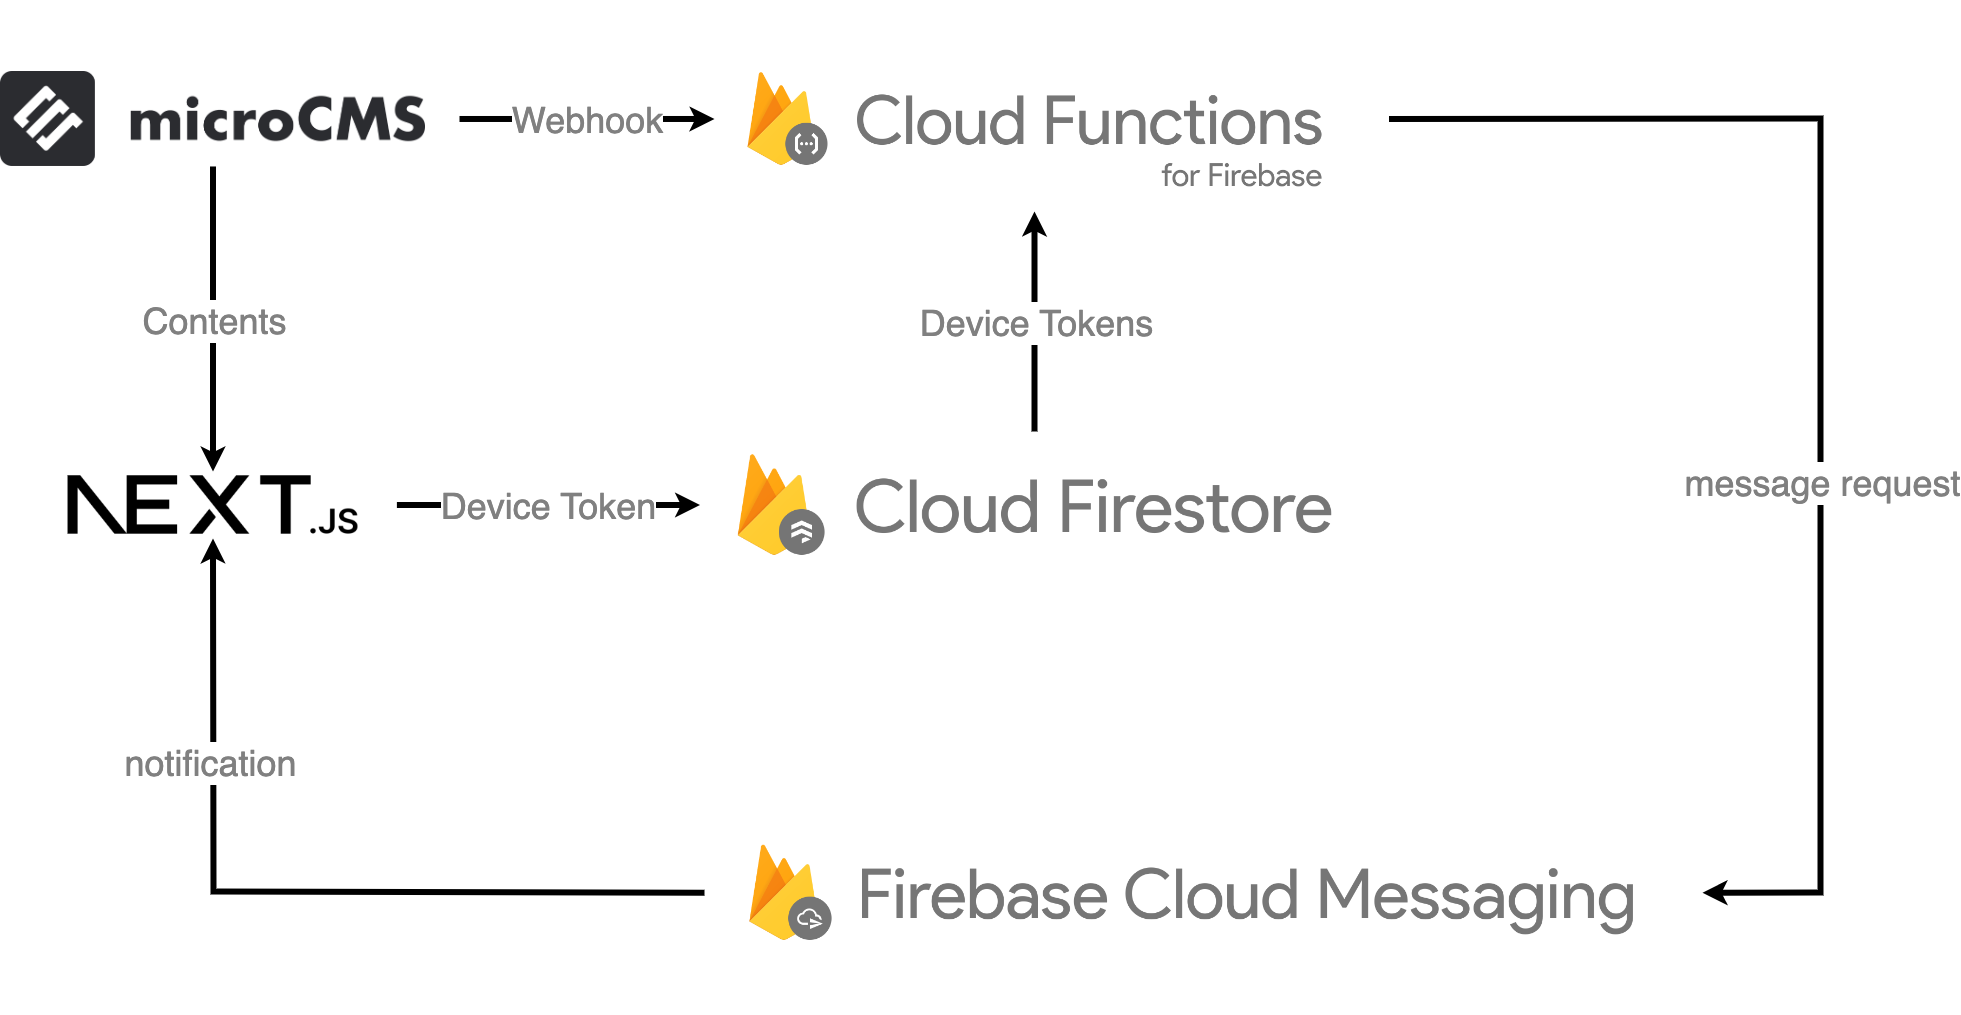 microCMS
Webhook
Cloud Functions
for Firebase
Contents
Device Tokens
NEXT.JS
Device Token
Cloud Firestore
message request
notification
Firebase Cloud Messaging